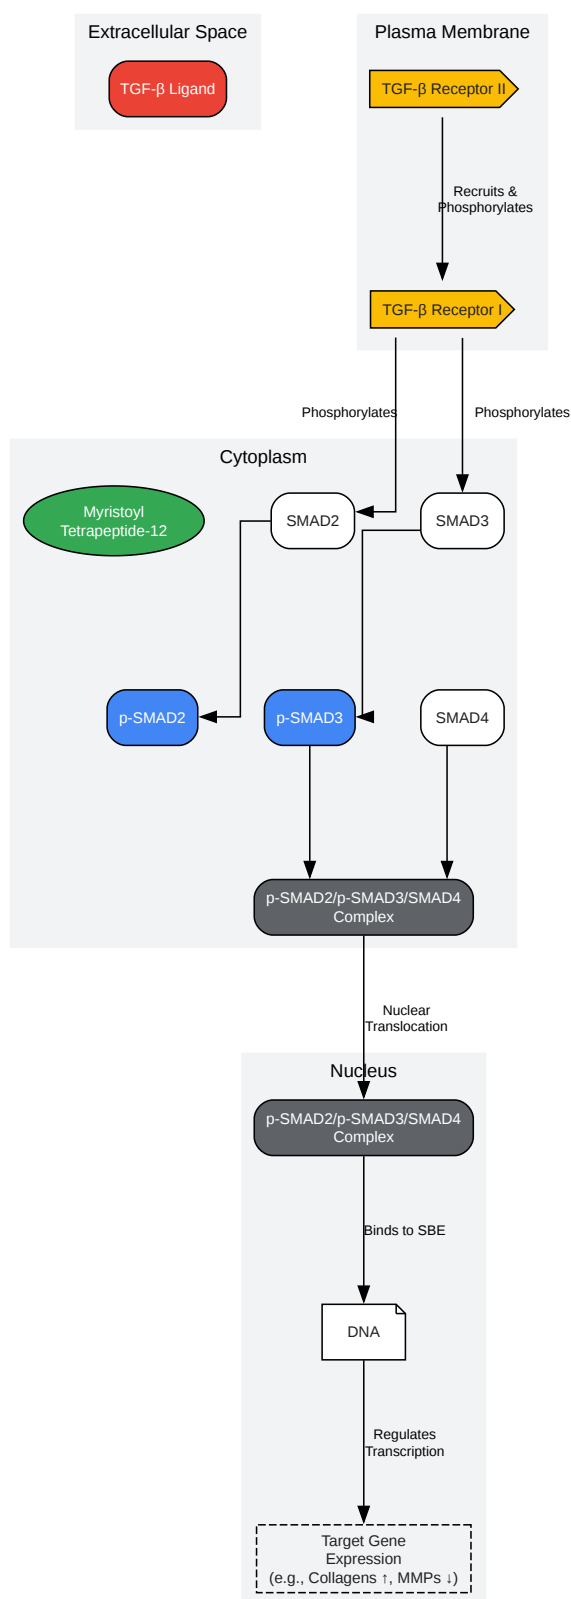 Extracellular Space
Plasma Membrane
TGF-β Ligand
TGF-β Receptor II
Recruits &
Phosphorylates
TGF-β Receptor I
Phosphorylates
Phosphorylates
Cytoplasm
Myristoyl
Tetrapeptide-12
SMAD2
SMAD3
p-SMAD2
p-SMAD3
SMAD4
p-SMAD2/p-SMAD3/SMAD4
Complex
Nuclear
Translocation
Nucleus
p-SMAD2/p-SMAD3/SMAD4
Complex
Binds to SBE
DNA
Regulates
Transcription
Target Gene
Expression
(e.g., Collagens ↑, MMPs ↓)